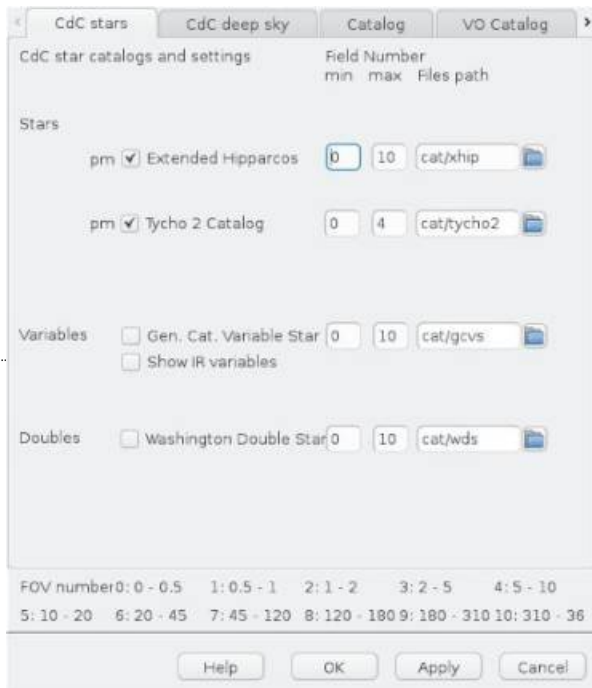 CdC stars CdC deep sky Catalog VO Catalog
CdC star catalogs and settings Field Number
min max Files path
Stars
pm Extended Hipparcos 0 10 cat/xhip
pm Tycho 2 Catalog 0 4 cat/tycho2
Variables Gen. Cat. Variable Star 0 10 cat/gcvs
Show IR variables
Doubles Washington Double Star 0 10 cat/wds
FOV number 0: 0 - 0.5 1: 0.5 - 1 2: 1 - 2 3: 2 - 5 4: 5 - 10
5: 10 - 20 6: 20 - 45 7: 45 - 120 8: 120 - 180 9: 180 - 310 10: 310 - 36
Help OK Apply Cancel